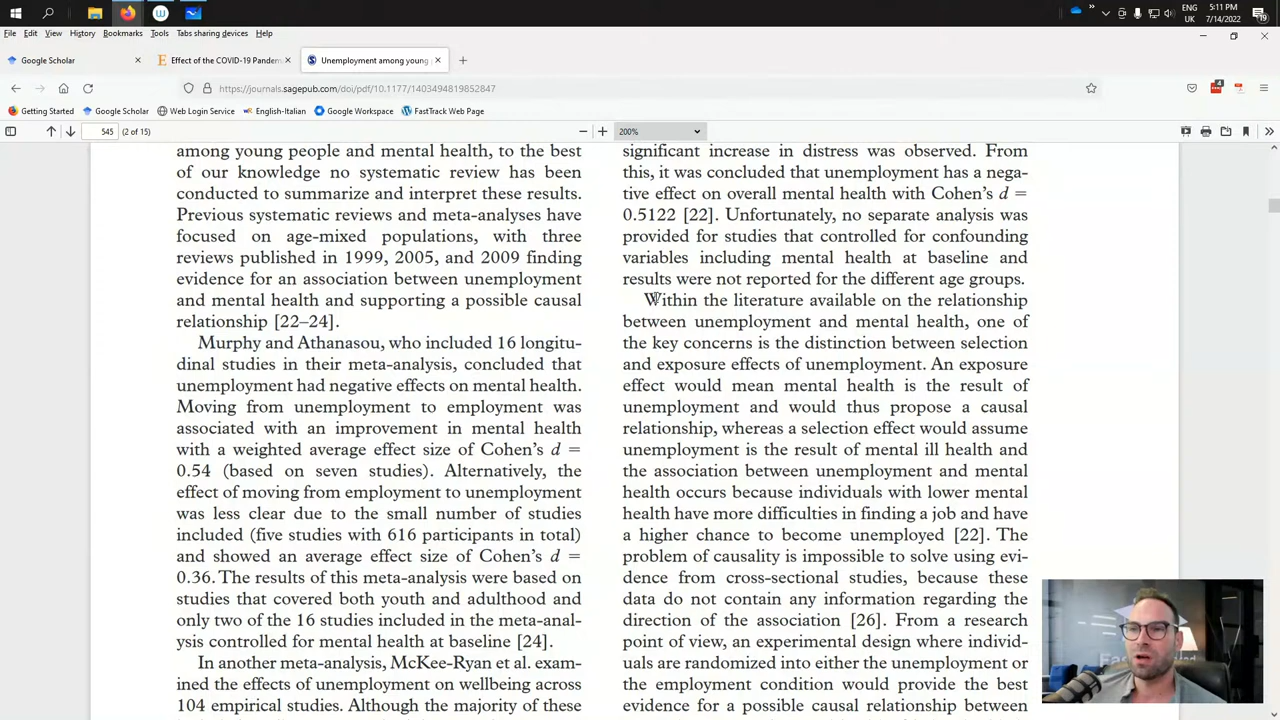 ENG
UK
5:11 PM
7/14/2022
19
File Edit View History Bookmarks Tools Tabs sharing devices Help
Google Scholar
Effect of the COVID-19 Pandem
Unemployment among young
https://journals.sagepub.com/doi/pdf/10.1177/1403494819852847
4
Getting Started Google Scholar Web Login Service English-Italian Google Workspace FastTrack Web Page
545 (2 of 15)
200%
among young people and mental health, to the best
of our knowledge no systematic review has been
conducted to summarize and interpret these results.
Previous systematic reviews and meta-analyses have
focused on age-mixed populations, with three
reviews published in 1999, 2005, and 2009 finding
evidence for an association between unemployment
and mental health and supporting a possible causal
relationship [22–24].
Murphy and Athanasou, who included 16 longitu-
dinal studies in their meta-analysis, concluded that
unemployment had negative effects on mental health.
Moving from unemployment to employment was
associated with an improvement in mental health
with a weighted average effect size of Cohen's d =
0.54 (based on seven studies). Alternatively, the
effect of moving from employment to unemployment
was less clear due to the small number of studies
included (five studies with 616 participants in total)
and showed an average effect size of Cohen's d =
0.36. The results of this meta-analysis were based on
studies that covered both youth and adulthood and
only two of the 16 studies included in the meta-anal-
ysis controlled for mental health at baseline [24].
In another meta-analysis, McKee-Ryan et al. exam-
ined the effects of unemployment on wellbeing across
104 empirical studies. Although the majority of these
significant increase in distress was observed. From
this, it was concluded that unemployment has a nega-
tive effect on overall mental health with Cohen's d =
0.5122 [22]. Unfortunately, no separate analysis was
provided for studies that controlled for confounding
variables including mental health at baseline and
results were not reported for the different age groups.
Within the literature available on the relationship
between unemployment and mental health, one of
the key concerns is the distinction between selection
and exposure effects of unemployment. An exposure
effect would mean mental health is the result of
unemployment and would thus propose a causal
relationship, whereas a selection effect would assume
unemployment is the result of mental ill health and
the association between unemployment and mental
health occurs because individuals with lower mental
health have more difficulties in finding a job and have
a higher chance to become unemployed [22]. The
problem of causality is impossible to solve using evi-
dence from cross-sectional studies, because these
data do not contain any information regarding the
direction of the association [26]. From a research
point of view, an experimental design where individ-
uals are randomized into either the unemployment or
the employment condition would provide the best
evidence for a possible causal relationship between